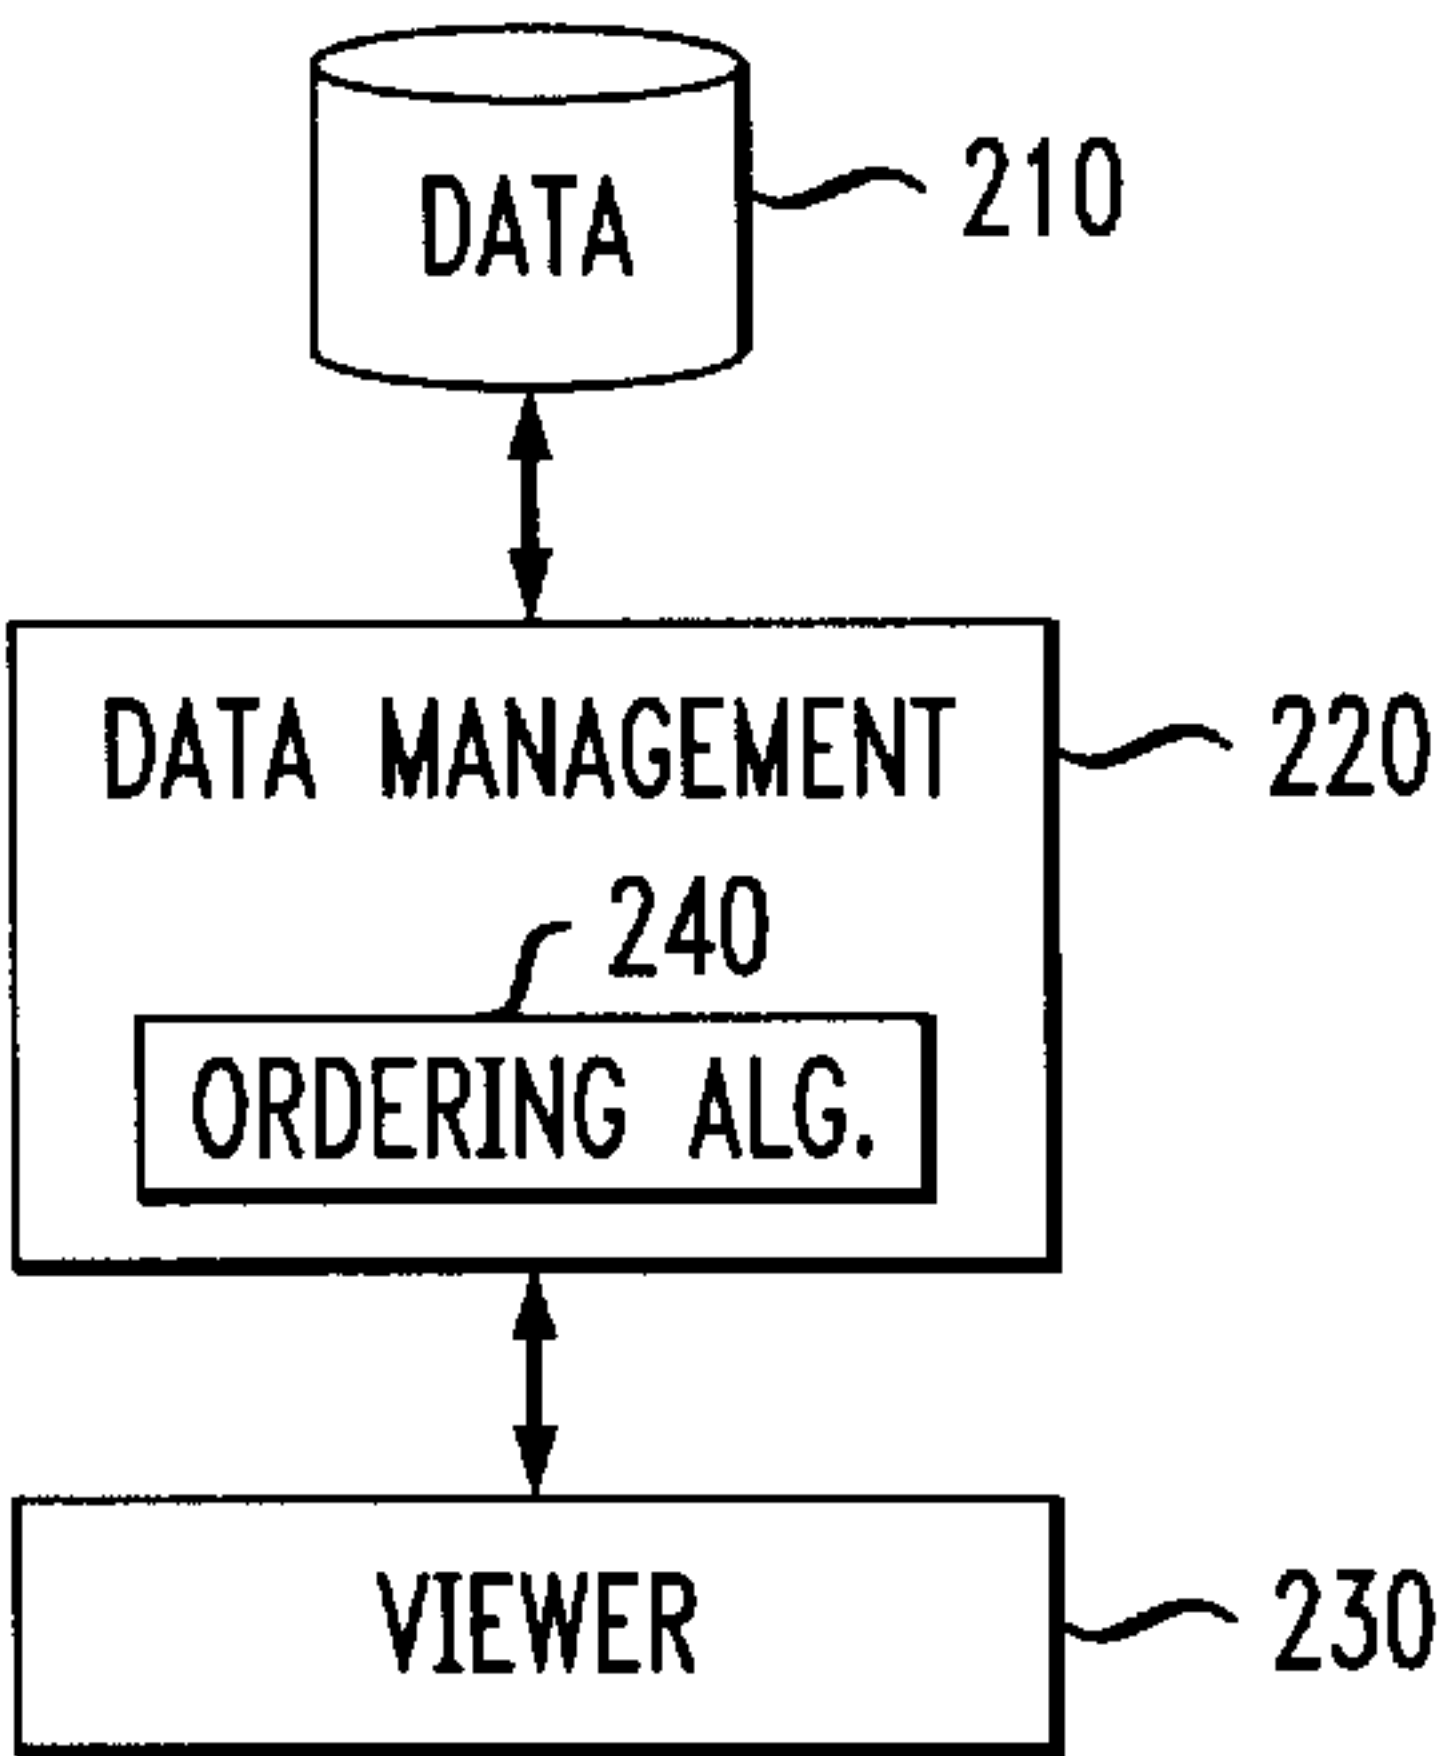 DATA
210
DATA MANAGEMENT
220
240
ORDERING ALG.
VIEWER
230